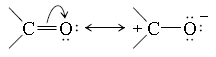 C=O: ⟷ +C—O:⁻